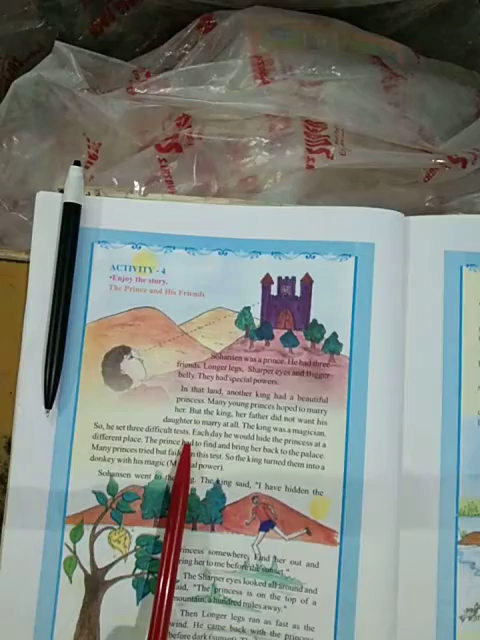 ACTIVITY - 4
•Enjoy the story.
The Prince and His Friends
Sohansen was a prince. He had three
friends. Longer legs, Sharper eyes and Bigger
belly. They had special powers.
In that land, another king had a beautiful
princess. Many young princes hoped to marry
her. But the king, her father did not want his
daughter to marry at all. The king was a magician.
So, he set three difficult tests. Each day he would hide the princess at a
different place. The prince had to find and bring her back to the palace.
Many princes tried but in this test. So the king turned them into a
donkey with his magic power).
Sohansen went to The king said, "I have hidden the
princess somewhere. Find her out and
bring her to me before the sunset."
The Sharper eyes looked all around and
said, "The princess is on the top of a
mountain, a hundred miles away."
Then Longer legs ran as fast as the
wind. He came back with the princess
before dark (sunset).